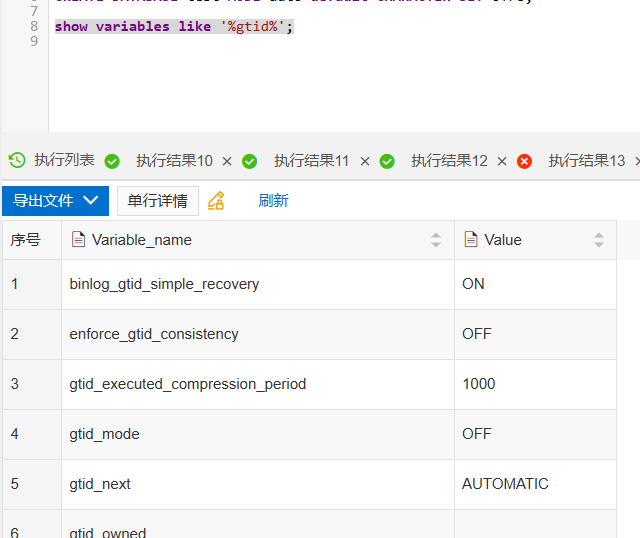 7
8 show variables like '%gtid%';
9
执行列表 执行结果10 × 执行结果11 × 执行结果12 × 执行结果13
导出文件 单行详情 刷新
序号 Variable_name Value
1 binlog_gtid_simple_recovery ON
2 enforce_gtid_consistency OFF
3 gtid_executed_compression_period 1000
4 gtid_mode OFF
5 gtid_next AUTOMATIC
6 gtid_owned